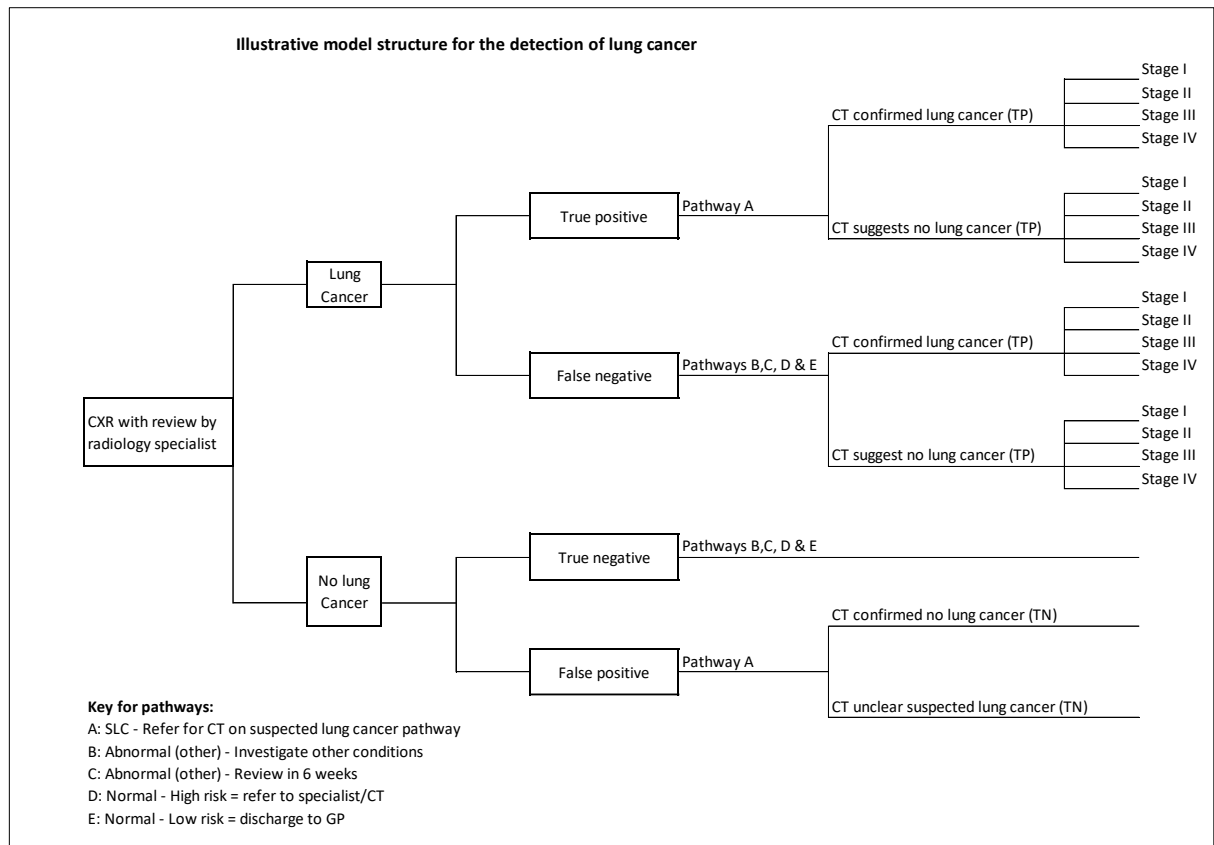 Illustrative model structure for the detection of lung cancer
Stage I
Stage II
CT confirmed lung cancer (TP)
Stage III
Stage IV
Stage I
True positive
Pathway A
Stage II
CT suggests no lung cancer (TP)
Stage III
Stage IV
Lung
Cancer
Stage I
Stage II
CT confirmed lung cancer (TP)
Stage III
False negative
Pathways B,C, D & E
Stage IV
CXR with review by
radiology specialist
Stage I
Stage II
CT suggest no lung cancer (TP)
Stage III
Stage IV
True negative
Pathways B,C, D & E
No lung
Cancer
CT confirmed no lung cancer (TN)
False positive
Pathway A
CT unclear suspected lung cancer (TN)
Key for pathways:
A: SLC - Refer for CT on suspected lung cancer pathway
B: Abnormal (other) - Investigate other conditions
C: Abnormal (other) - Review in 6 weeks
D: Normal - High risk = refer to specialist/CT
E: Normal - Low risk = discharge to GP